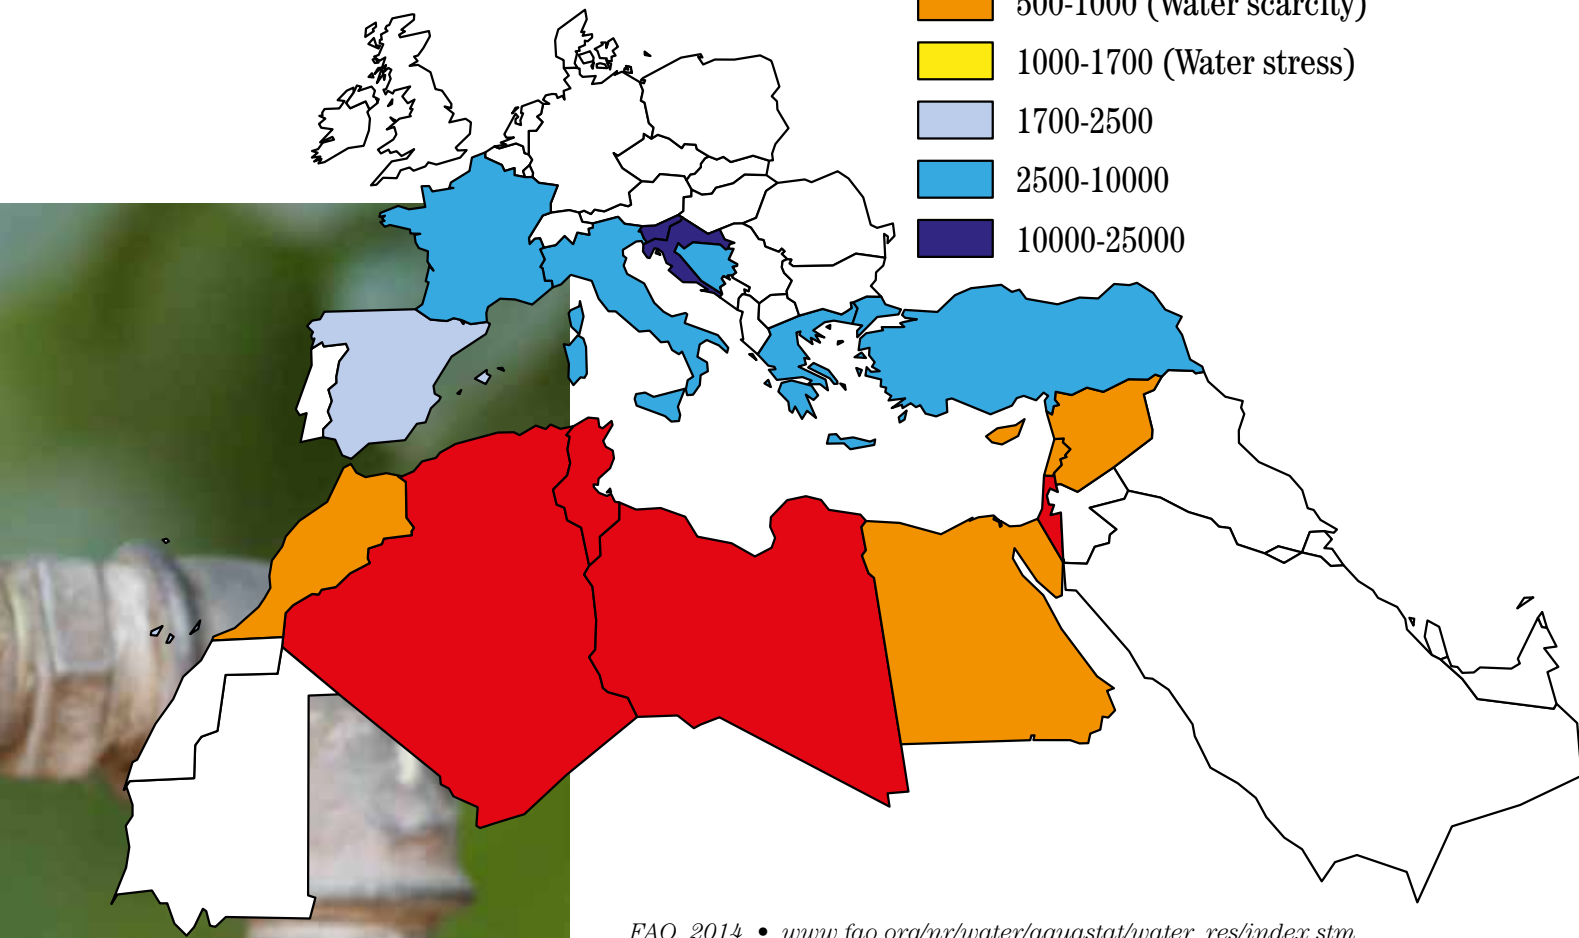 500-1000 (Water scarcity)
1000-1700 (Water stress)
1700-2500
2500-10000
10000-25000
FAO, 2014 • www.fao.org/nr/water/aquastat/water_res/index.stm